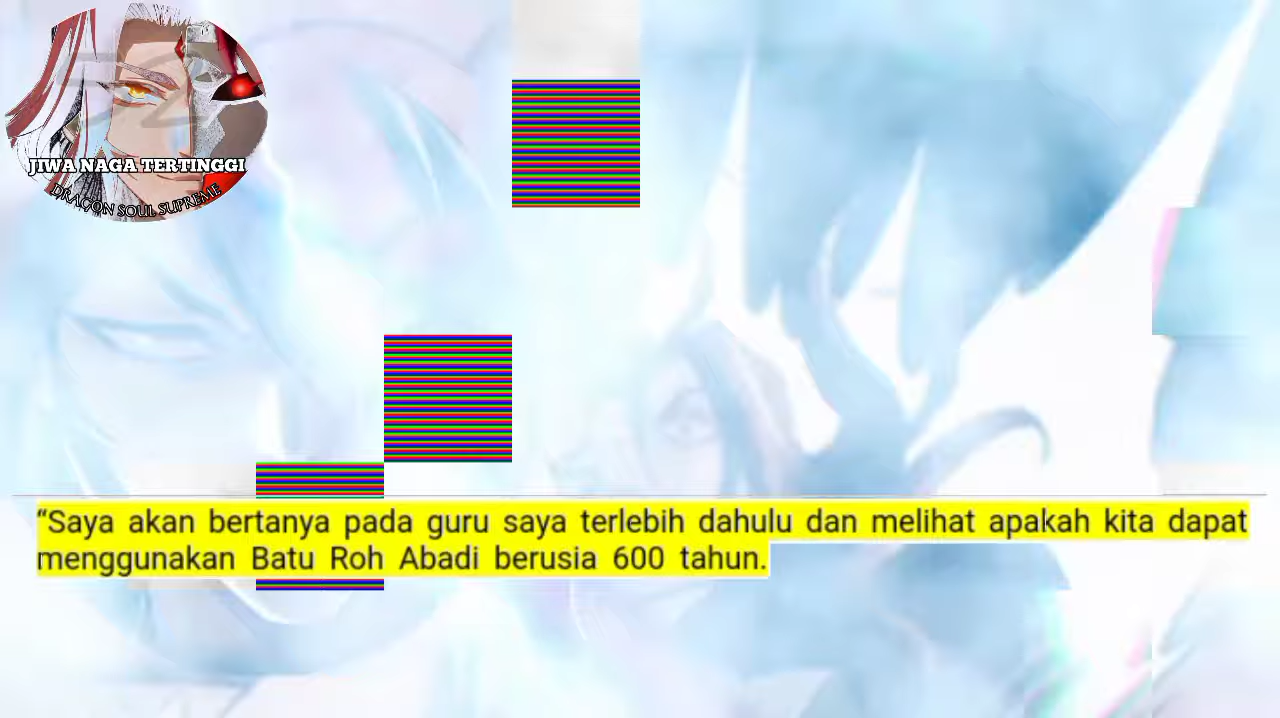 JIWA NAGA TERTINGGI
DRAGON SOUL SUPREME
“Saya akan bertanya pada guru saya terlebih dahulu dan melihat apakah kita dapat
menggunakan Batu Roh Abadi berusia 600 tahun.